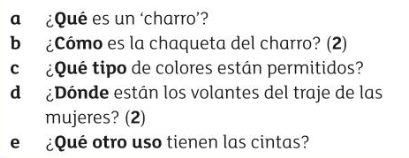 a ¿Qué es un ‘charro’?
b ¿Cómo es la chaqueta del charro? (2)
c ¿Qué tipo de colores están permitidos?
d ¿Dónde están los volantes del traje de las
mujeres? (2)
e ¿Qué otro uso tienen las cintas?